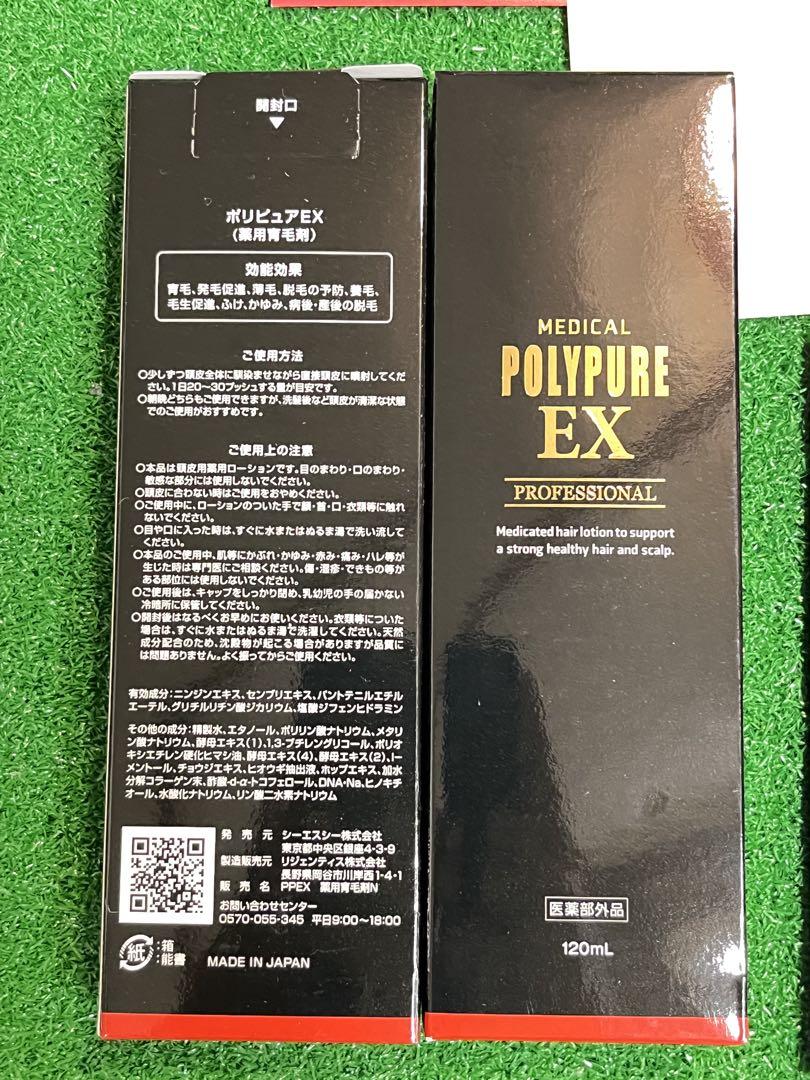 開封口
▼
ポリピュアEX
(薬用育毛剤)
効能効果
育毛、発毛促進、薄毛、脱毛の予防、養毛、
毛生促進、ふけ、かゆみ、病後・産後の脱毛
ご使用方法
○少しずつ頭皮全体に馴染ませながら直接頭皮に噴射してくだ
さい。1日20~30プッシュする量が目安です。
○朝晩どちらもご使用できますが、洗髪後など頭皮が清潔な状態
でのご使用がおすすめです。
ご使用上の注意
○本品は頭皮用薬用ローションです。目のまわり・口のまわり・
敏感な部分には使用しないでください。
○頭皮に合わない時はご使用をおやめください。
○ご使用中に、ローションのついた手で顔・首・口・衣類等に触れ
ないでください。
○目や口に入った時は、すぐに水またはぬるま湯で洗い流して
ください。
○本品のご使用中、肌等にかぶれ・かゆみ・赤み・痛み・ハレ等が
生じた時は専門医にご相談ください。傷・湿疹・できもの等が
ある部位には使用しないでください。
○ご使用後は、キャップをしっかり閉め、乳幼児の手の届かない
冷暗所に保管してください。
○開封後はなるべくお早めにお使いください。衣類等についた
場合は、すぐに水またはぬるま湯で洗濯してください。天然
成分配合のため、沈殿物が起こる場合がありますが品質に
は問題ありません。よく振ってからご使用ください。
有効成分:ニンジンエキス、センブリエキス、パントテニルエチル
エーテル、グリチルリチン酸ジカリウム、塩酸ジフェンヒドラミン
その他の成分:精製水、エタノール、ポリリン酸ナトリウム、メタリ
ン酸ナトリウム、酵母エキス(1)、1,3-ブチレングリコール、ポリオ
キシエチレン硬化ヒマシ油、酵母エキス(4)、酵母エキス(2)、l-
メントール、チョウジエキス、ヒオウギ抽出液、ホップエキス、加水
分解コラーゲン末、酢酸-d-α-トコフェロール、DNA-Na、ヒノキチ
オール、水酸化ナトリウム、リン酸二水素ナトリウム
発売元 シーエスシー株式会社
東京都中央区銀座4-3-9
製造販売元 リジェンティス株式会社
長野県岡谷市川岸西1-4-1
販売名 PPEX 薬用育毛剤N
お問い合わせセンター
0570-055-345 平日9:00~18:00
紙 :箱
:能書
MADE IN JAPAN
MEDICAL
POLYPURE
EX
PROFESSIONAL
Medicated hair lotion to support
a strong healthy hair and scalp.
医薬部外品
120mL